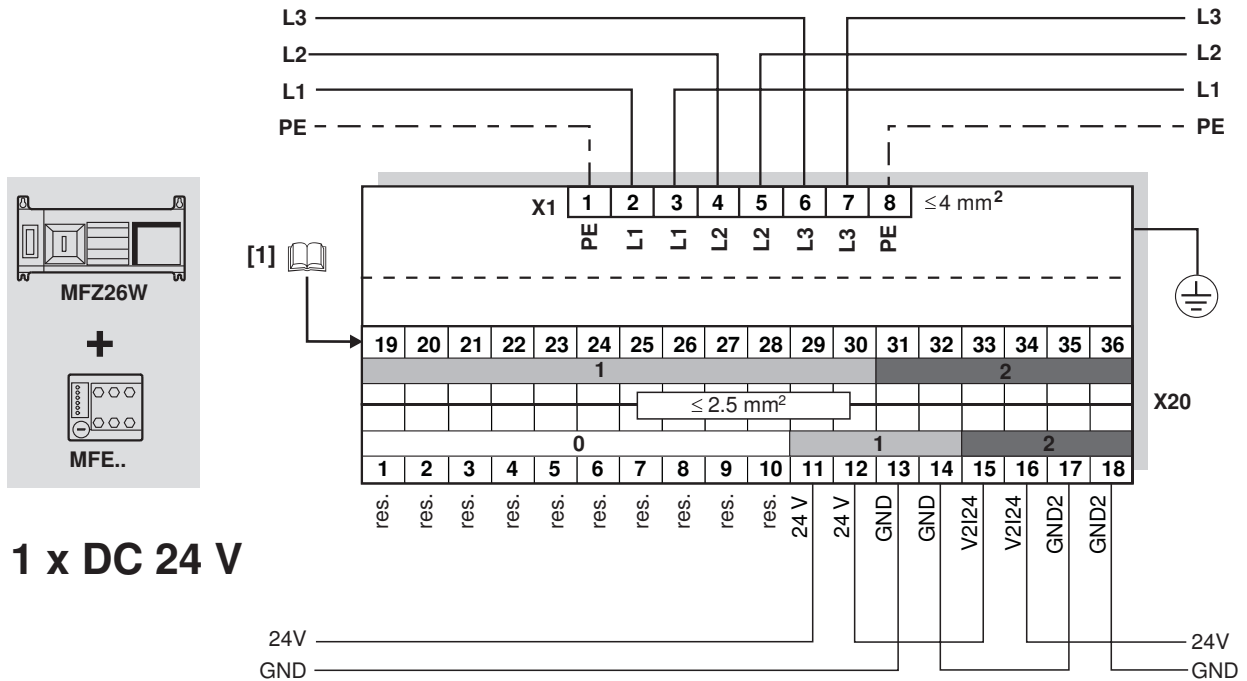 L3 L3
L2 L2
L1 L1
PE PE
X1 1 2 3 4 5 6 7 8 ≤4 mm²
PE L1 L1 L2 L2 L3 L3 PE
[1]
MFZ26W
+
MFE..
1 x DC 24 V
19 20 21 22 23 24 25 26 27 28 29 30 31 32 33 34 35 36
1 2
≤ 2.5 mm²
X20
0 1 2
1 2 3 4 5 6 7 8 9 10 11 12 13 14 15 16 17 18
res. res. res. res. res. res. res. res. res. res. 24 V 24 V GND GND V2I24 V2I24 GND2 GND2
24V 24V
GND GND